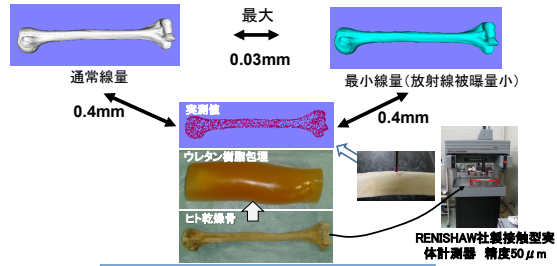 最大
0.03mm
通常線量
最小線量(放射線被曝量小)
0.4mm
0.4mm
実測値
ウレタン樹脂包埋
ヒト乾燥骨
RENISHAW社製接触型実
体計測器 精度50μm